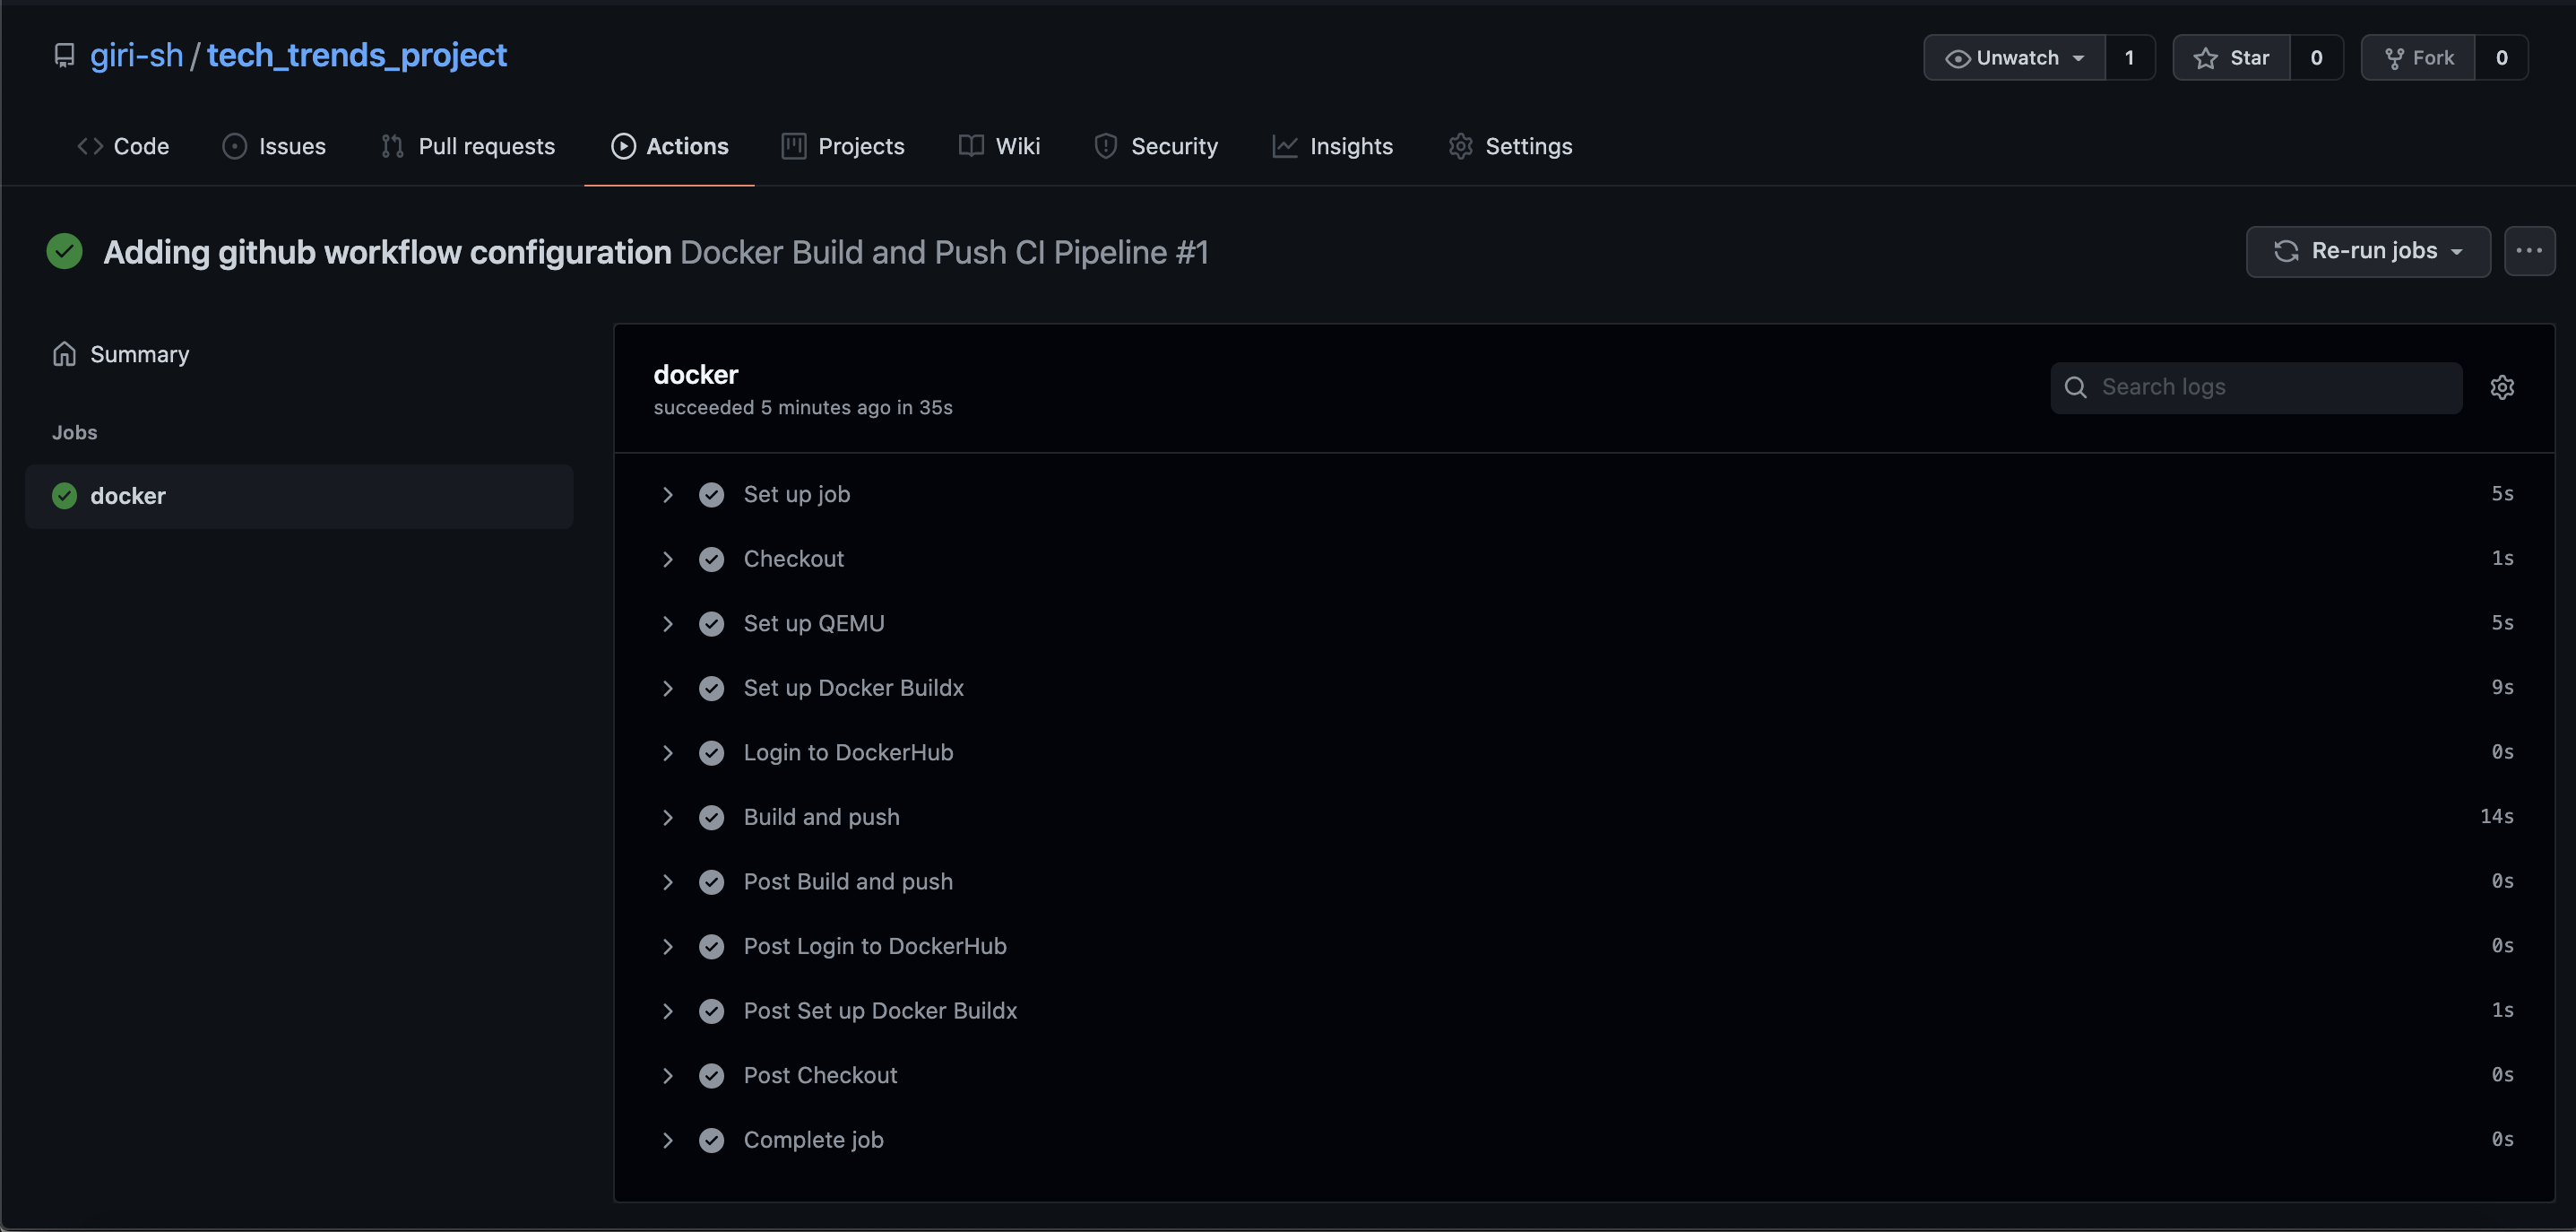 giri-sh / tech_trends_project
Unwatch 1 Star 0 Fork 0
Code Issues Pull requests Actions Projects Wiki Security Insights Settings
Adding github workflow configuration Docker Build and Push CI Pipeline #1
Re-run jobs
Summary
Jobs
docker
docker
succeeded 5 minutes ago in 35s
Search logs
Set up job 5s
Checkout 1s
Set up QEMU 5s
Set up Docker Buildx 9s
Login to DockerHub 0s
Build and push 14s
Post Build and push 0s
Post Login to DockerHub 0s
Post Set up Docker Buildx 1s
Post Checkout 0s
Complete job 0s